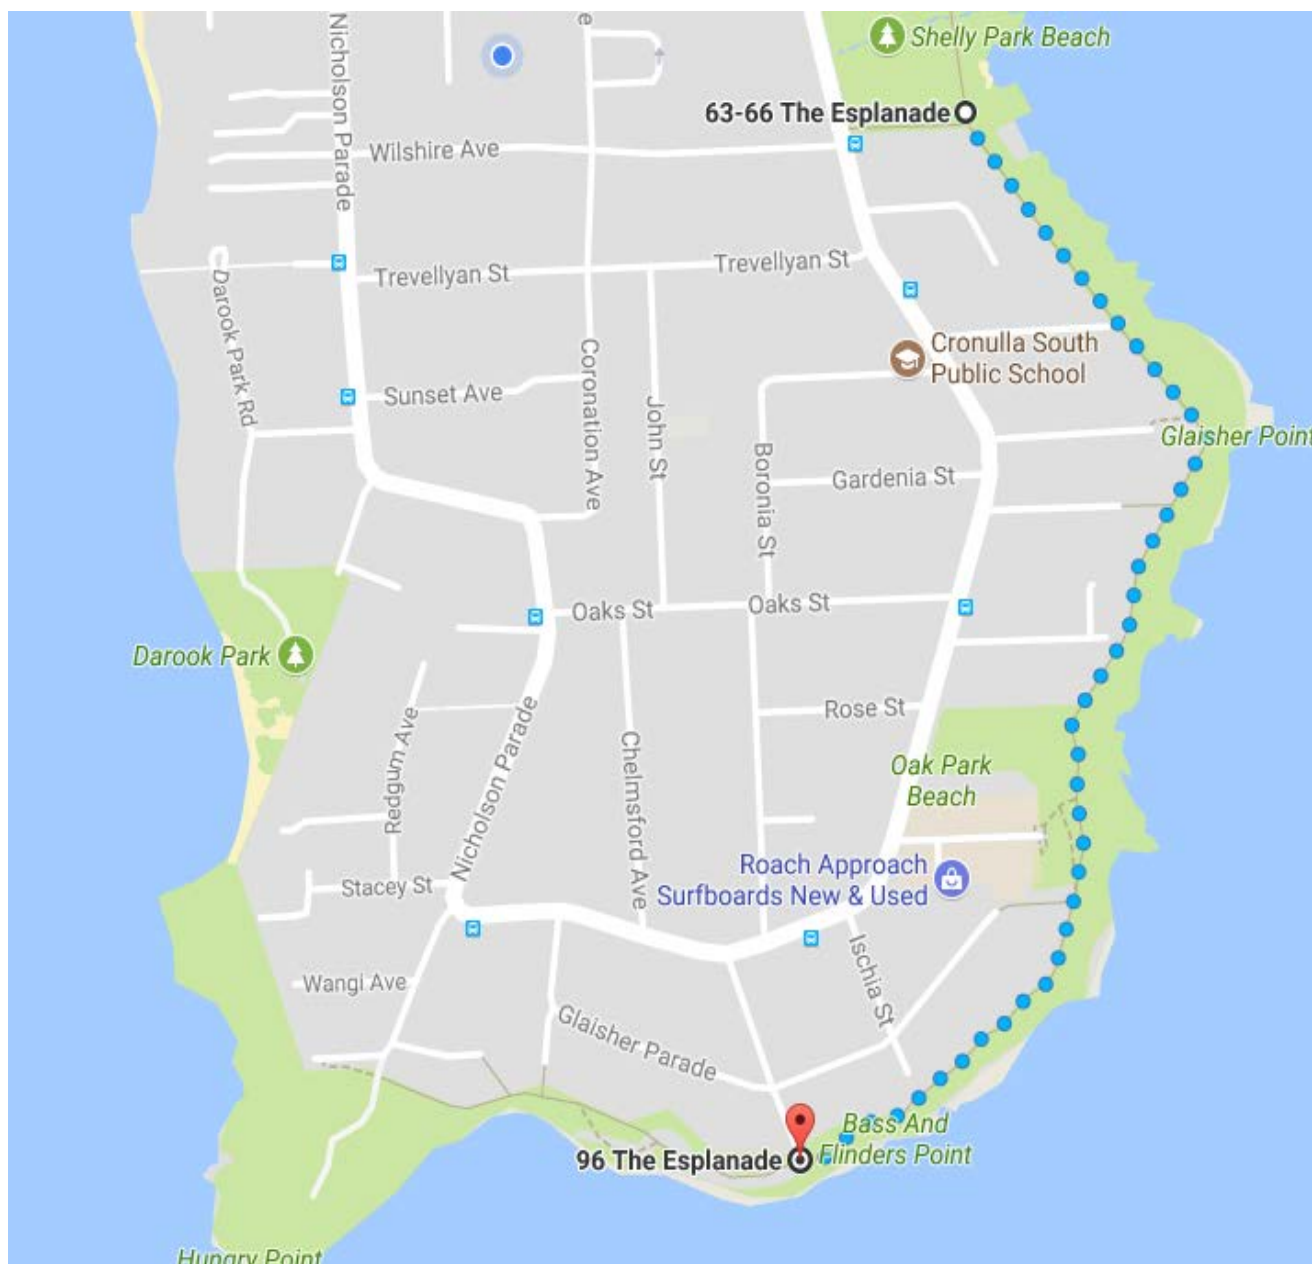 Nicholson Parade
e
Shelly Park Beach
63-66 The Esplanade
Wilshire Ave
Trevellyan St
Trevellyan St
Darook Park Rd
Cronulla South
Public School
Coronation Ave
Sunset Ave
John St
Glaisher Point
Boronia St
Gardenia St
Oaks St
Oaks St
Darook Park
Redgum Ave
Nicholson Parade
Rose St
Chelmsford Ave
Oak Park
Beach
Roach Approach
Surfboards New & Used
Stacey St
Ischia St
Wangi Ave
Glaisher Parade
Bass And
Flinders Point
96 The Esplanade
Hungry Point